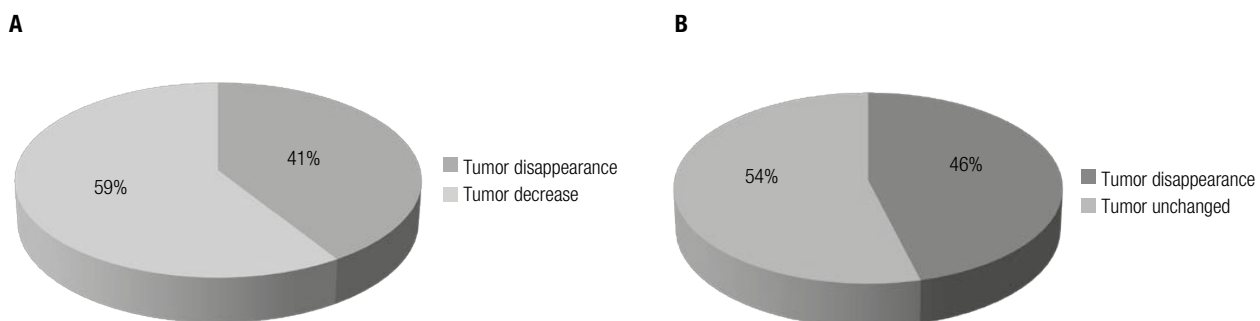 A
41%
59%
Tumor disappearance
Tumor decrease
B
46%
54%
Tumor disappearance
Tumor unchanged